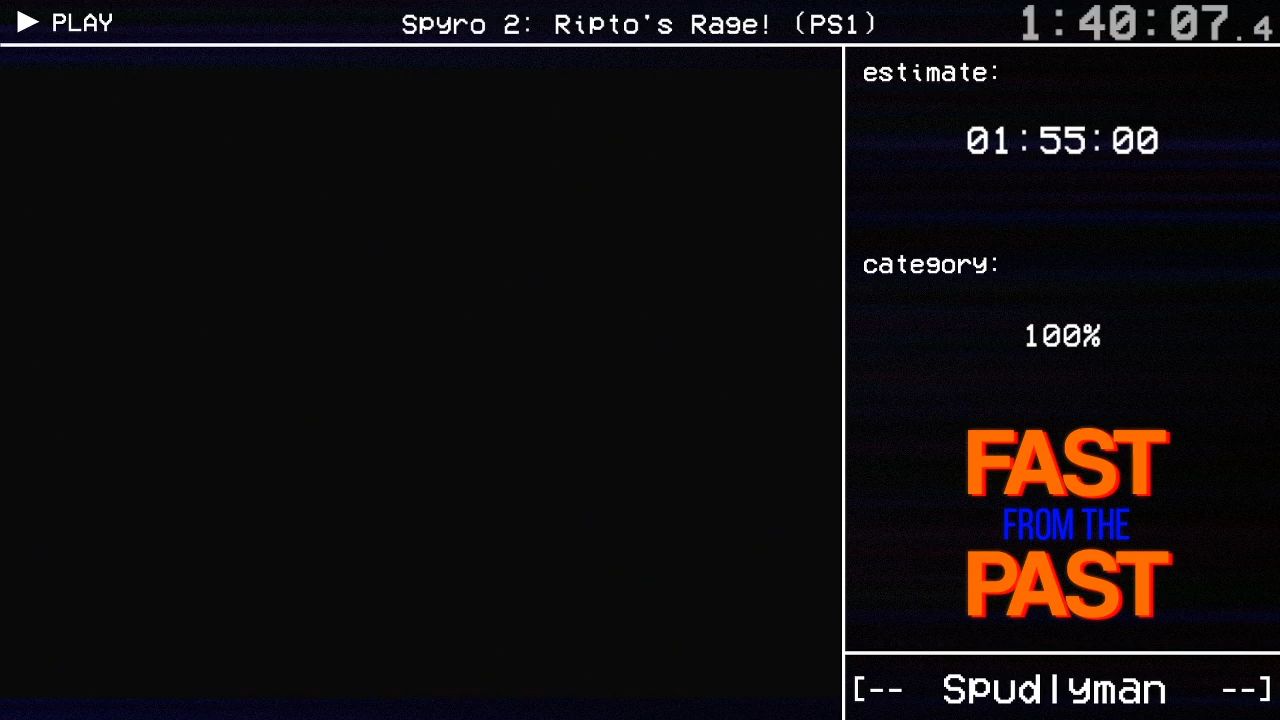 ▶ PLAY
Spyro 2: Ripto's Rage! (PS1)
1:40:07.4
estimate:
01:55:00
category:
100%
FAST
FROM THE
PAST
[-- Spudlyman --]